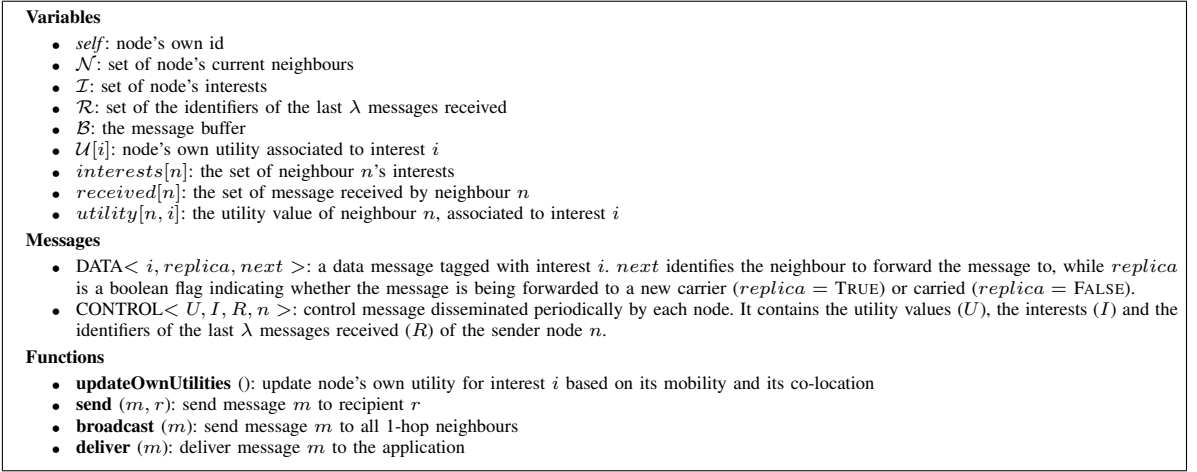 Variables
• self: node's own id
• 𝒩: set of node's current neighbours
• ℐ: set of node's interests
• ℛ: set of the identifiers of the last λ messages received
• ℬ: the message buffer
• 𝒰[i]: node's own utility associated to interest i
• interests[n]: the set of neighbour n's interests
• received[n]: the set of message received by neighbour n
• utility[n, i]: the utility value of neighbour n, associated to interest i
Messages
• DATA< i, replica, next >: a data message tagged with interest i. next identifies the neighbour to forward the message to, while replica
is a boolean flag indicating whether the message is being forwarded to a new carrier (replica = TRUE) or carried (replica = FALSE).
• CONTROL< U, I, R, n >: control message disseminated periodically by each node. It contains the utility values (U), the interests (I) and the
identifiers of the last λ messages received (R) of the sender node n.
Functions
• updateOwnUtilities (): update node's own utility for interest i based on its mobility and its co-location
• send (m, r): send message m to recipient r
• broadcast (m): send message m to all 1-hop neighbours
• deliver (m): deliver message m to the application